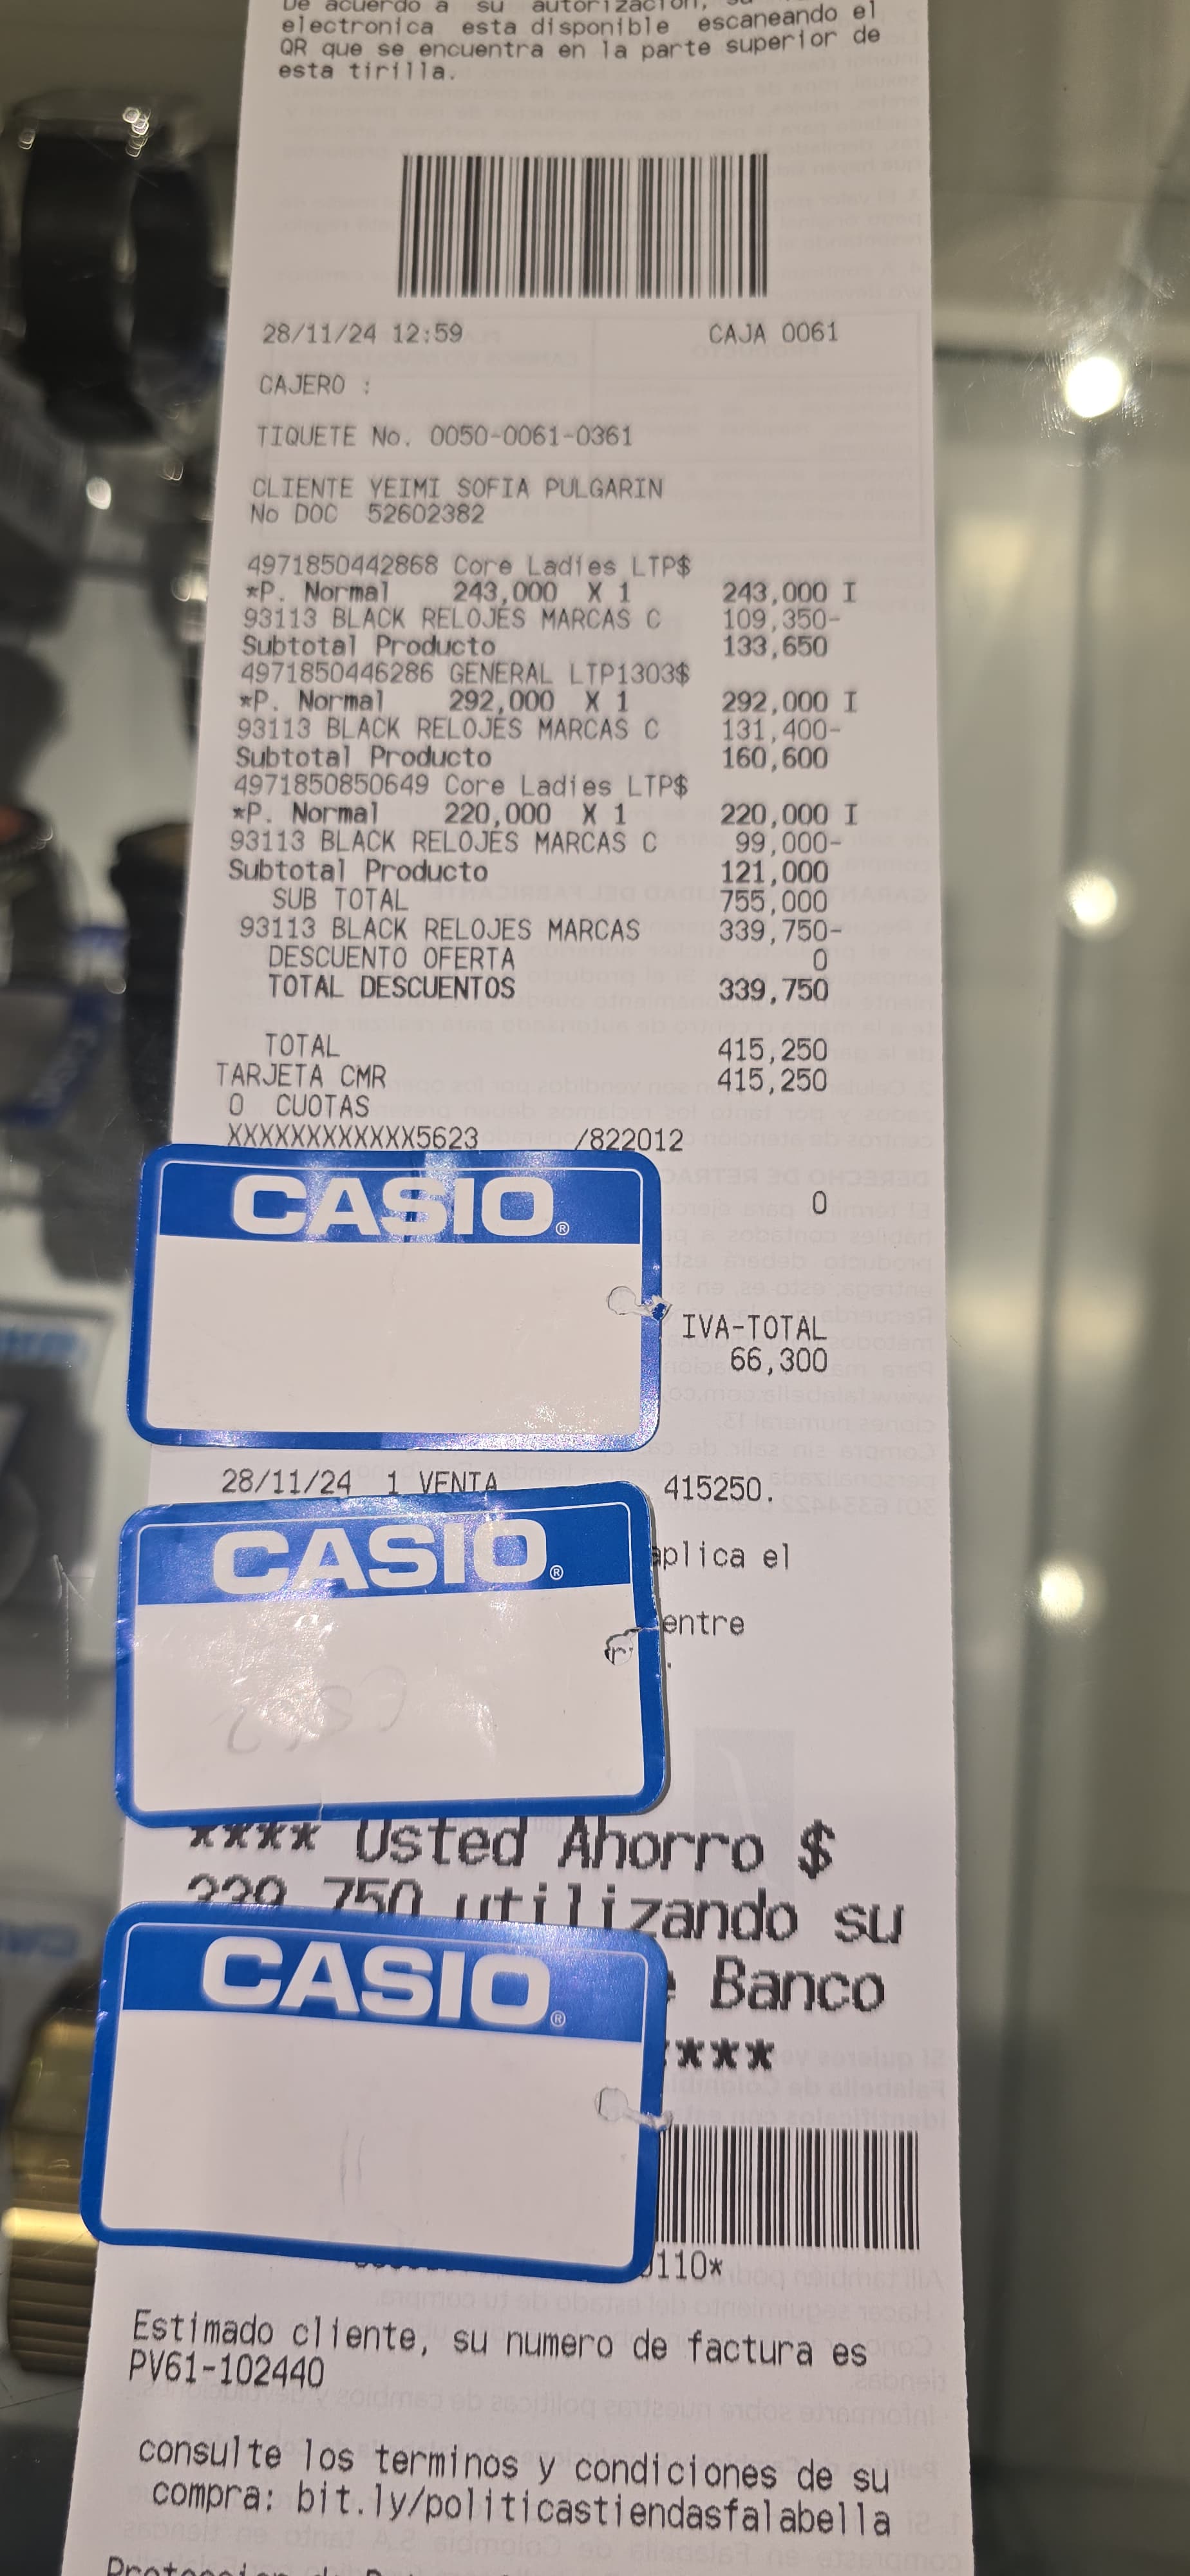 De acuerdo a su autorización, su
electronica esta disponible escaneando el
QR que se encuentra en la parte superior de
esta tirilla.
28/11/24 12:59 CAJA 0061
CAJERO :
TIQUETE No. 0050-0061-0361
CLIENTE YEIMI SOFIA PULGARIN
No DOC 52602382
4971850442868 Core Ladies LTP$
*P. Normal 243,000 X 1 243,000 I
93113 BLACK RELOJES MARCAS C 109,350-
Subtotal Producto 133,650
4971850446286 GENERAL LTP1303$
*P. Normal 292,000 X 1 292,000 I
93113 BLACK RELOJES MARCAS C 131,400-
Subtotal Producto 160,600
4971850850649 Core Ladies LTP$
*P. Normal 220,000 X 1 220,000 I
93113 BLACK RELOJES MARCAS C 99,000-
Subtotal Producto 121,000
SUB TOTAL 755,000
93113 BLACK RELOJES MARCAS 339,750-
DESCUENTO OFERTA 0
TOTAL DESCUENTOS 339,750
TOTAL 415,250
TARJETA CMR 415,250
0 CUOTAS
XXXXXXXXXXXX5623 /822012
CASIO®
0
IVA-TOTAL
66,300
28/11/24 1 VENTA 415250.
CASIO®
aplica el
entre
**** Usted Ahorro $
339,750 utilizando su
CASIO®
Banco
****
0110*
Estimado cliente, su numero de factura es
PV61-102440
consulte los terminos y condiciones de su
compra: bit.ly/politicastiendasfalabella